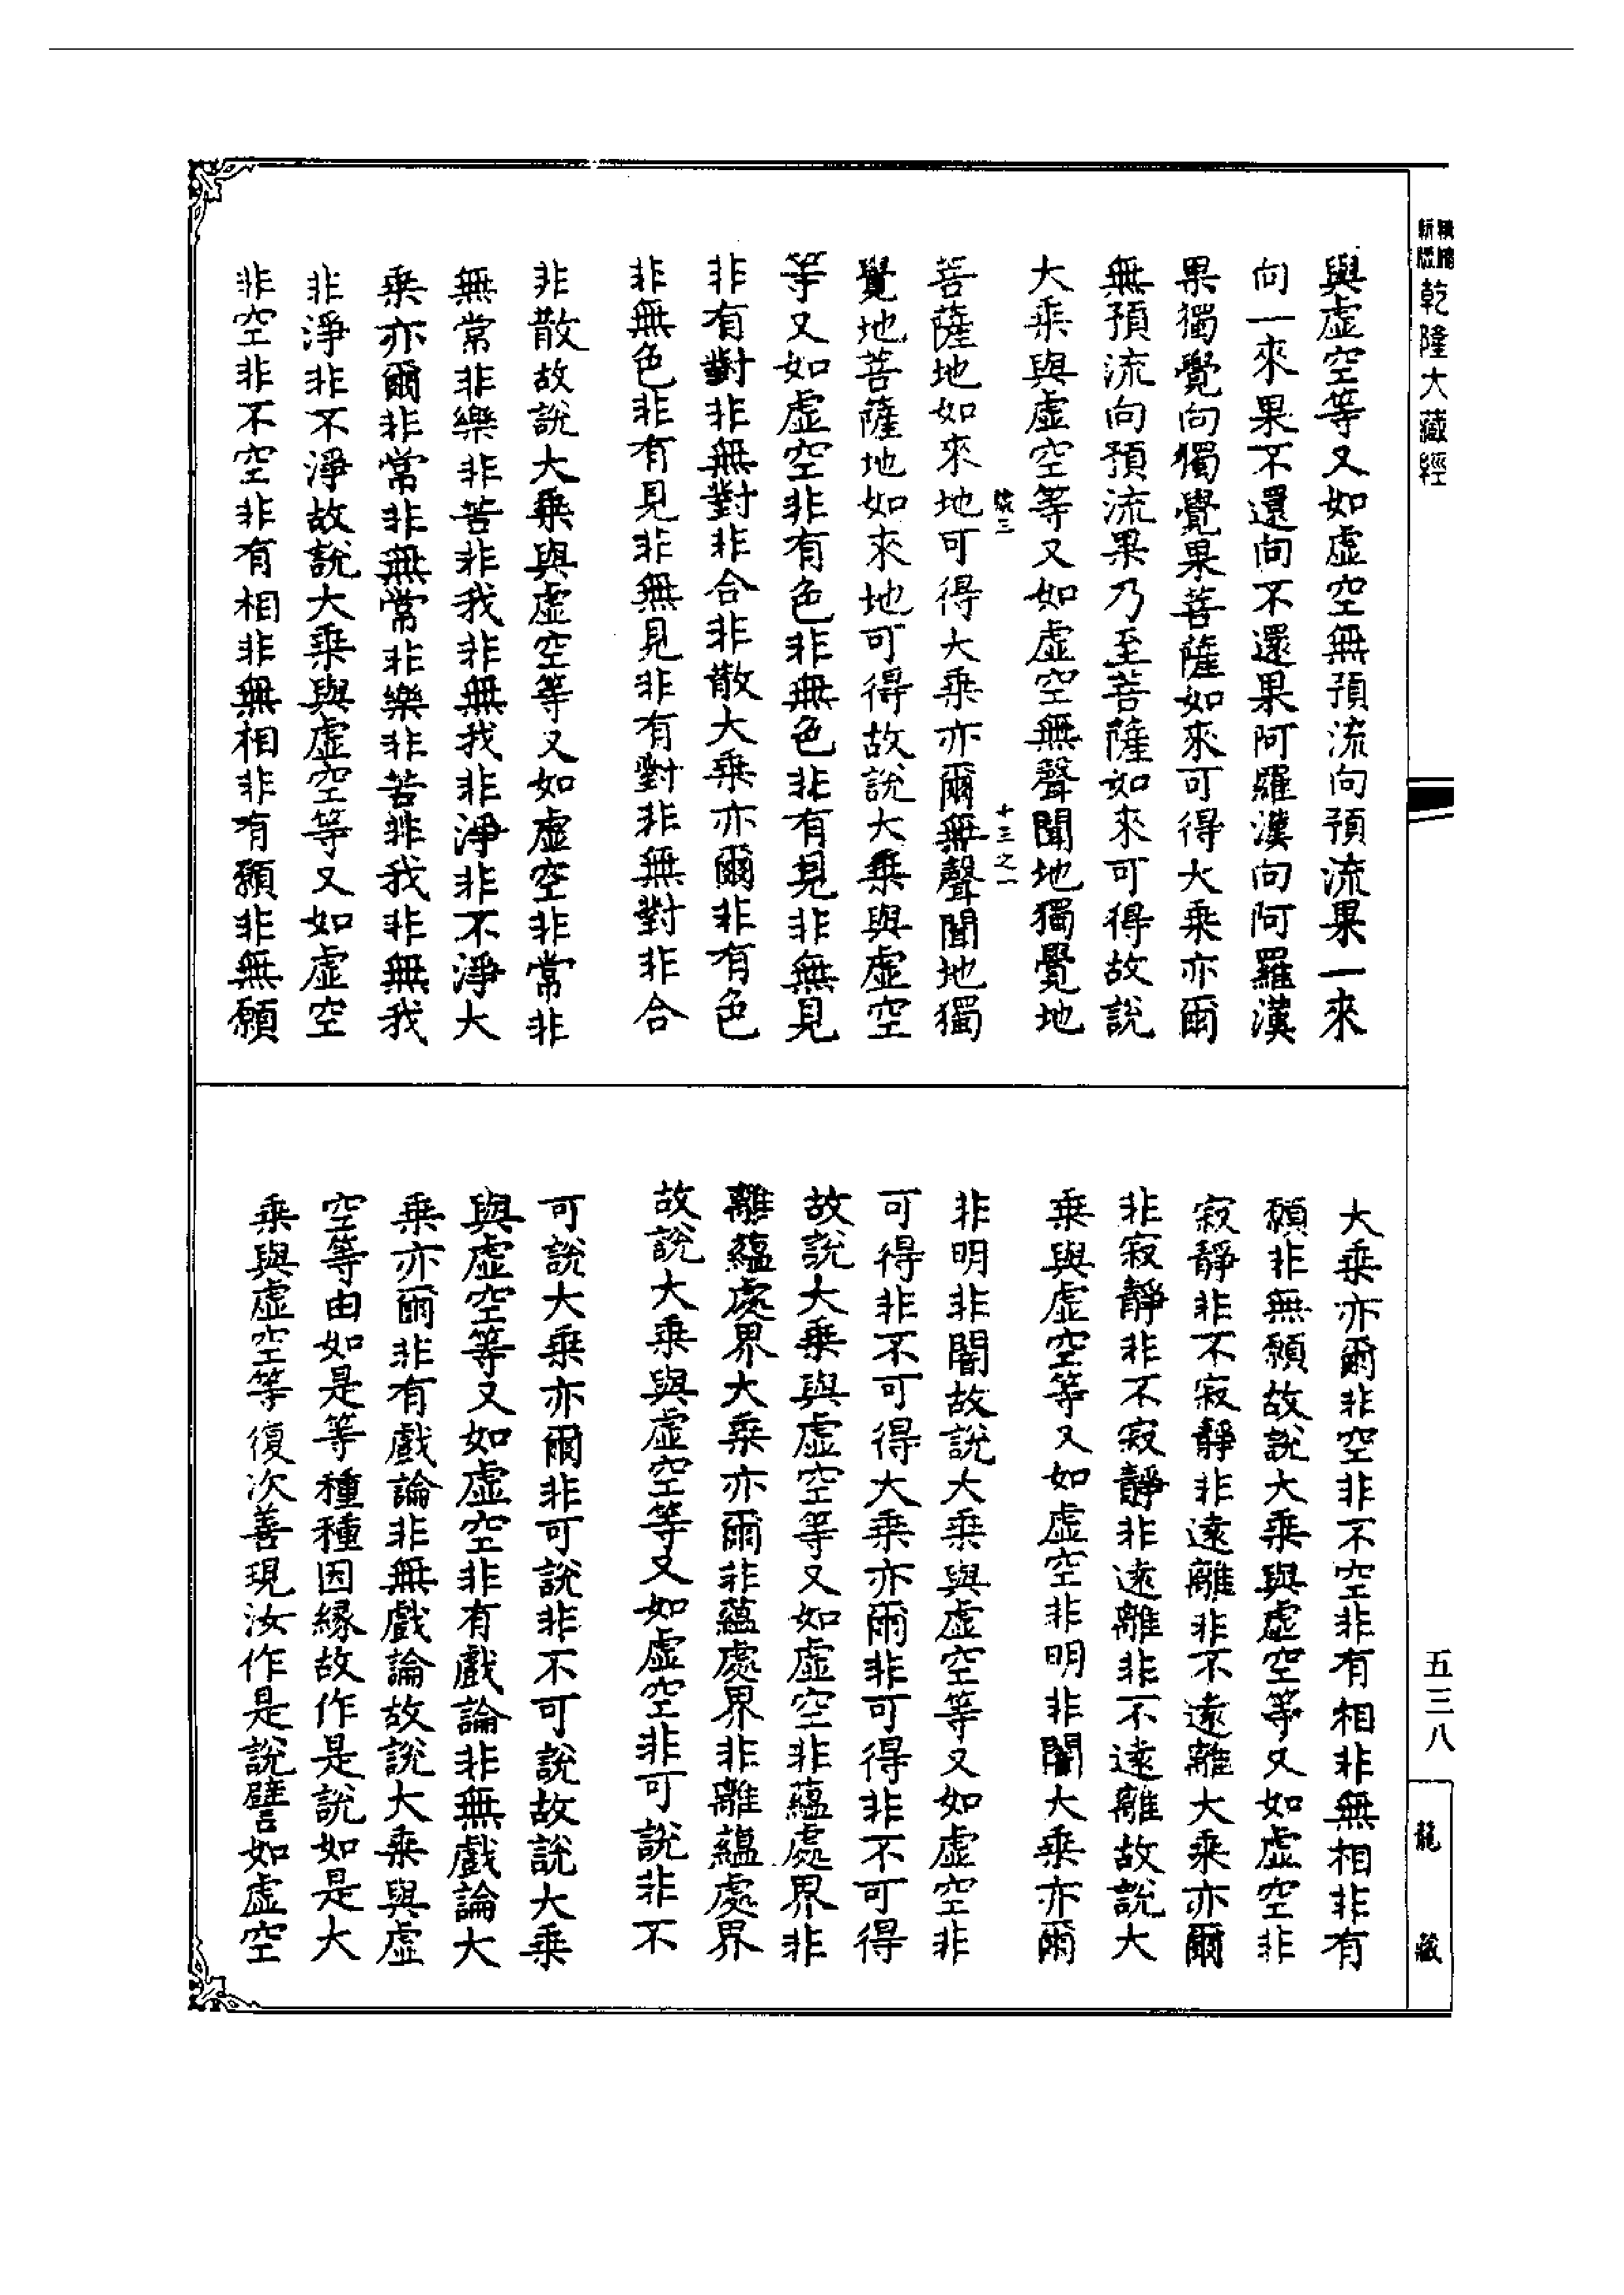 乾隆大藏經
與虛空等又如虛空無預流向預流果一來
向一來果不還向不還果阿羅漢向阿羅漢
果獨覺向獨覺果菩薩如來可得大乘亦爾
無預流向預流果乃至菩薩如來可得故說
大乘與虛空等又如虛空無聲聞地獨覺地
十三之一
菩薩地如來地可得大乘亦爾無聲聞地獨
覺地菩薩地如來地可得故說大乘與虛空
等又如虛空非有色非無色非有見非無見
非有對非無對非合非散大乘亦爾非有色
非無色非有見非無見非有對非無對非合
非散故說大乘與虛空等又如虛空非常非
無常非樂非苦非我非無我非淨非不淨大
乘亦爾非常非無常非樂非苦非我非無我
非淨非不淨故說大乘與虛空等又如虛空
非空非不空非有相非無相非有願非無願
大乘亦爾非空非不空非有相非無相非有
願非無願故說大乘與虛空等又如虛空非
寂靜非不寂靜非遠離非不遠離大乘亦爾
非寂靜非不寂靜非遠離非不遠離故說大
乘與虛空等又如虛空非明非闇大乘亦爾
非明非闇故說大乘與虛空等又如虛空非
可得非不可得大乘亦爾非可得非不可得
故說大乘與虛空等又如虛空非蘊處界非
離蘊處界大乘亦爾非蘊處界非離蘊處界
故說大乘與虛空等又如虛空非可說非不
可說大乘亦爾非可說非不可說故說大乘
與虛空等又如虛空非有戲論非無戲論大
乘亦爾非有戲論非無戲論故說大乘與虛
空等由如是等種種因緣故作是說如是大
乘與虛空等復次善現汝作是說譬如虛空
五三八
龍藏